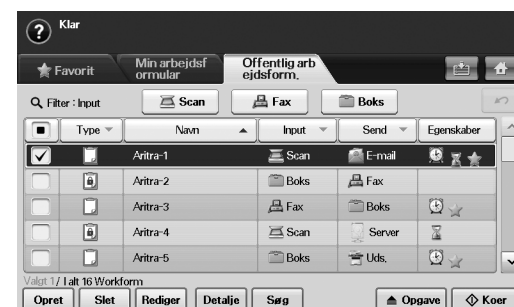 ? Klar
Favorit
Min arbejdsf
ormular
Offentlig arb
ejdsform.
Filter : Input Scan Fax Boks
Type Navn Input Send Egenskaber
Aritra-1 Scan E-mail
Aritra-2 Boks Fax
Aritra-3 Fax Boks
Aritra-4 Scan Server
Aritra-5 Boks Uds.
Valgt 1/ I alt 16 Workform
Opret Slet Rediger Detalje Søg Opgave Koer